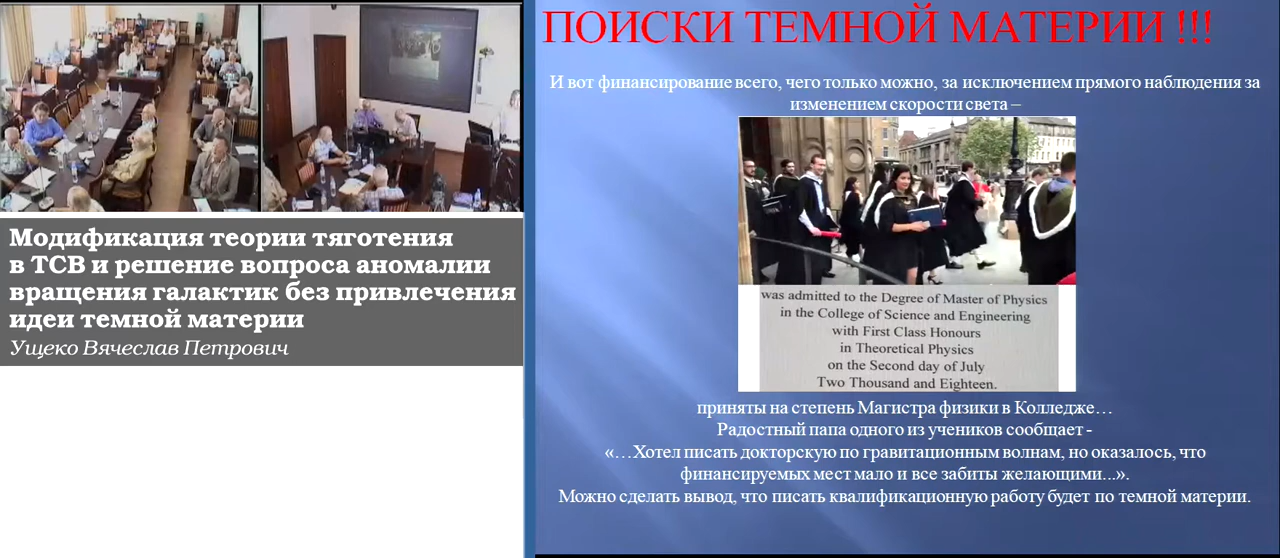 Модификация теории тяготения
в ТСВ и решение вопроса аномалии
вращения галактик без привлечения
идеи темной материи
Ущеко Вячеслав Петрович
ПОИСКИ ТЕМНОЙ МАТЕРИИ !!!
И вот финансирование всего, чего только можно, за исключением прямого наблюдения за
изменением скорости света –
was admitted to the Degree of Master of Physics
in the College of Science and Engineering
with First Class Honours
in Theoretical Physics
on the Second day of July
Two Thousand and Eighteen.
приняты на степень Магистра физики в Колледже…
Радостный папа одного из учеников сообщает -
«…Хотел писать докторскую по гравитационным волнам, но оказалось, что
финансируемых мест мало и все забиты желающими...».
Можно сделать вывод, что писать квалификационную работу будет по темной материи.